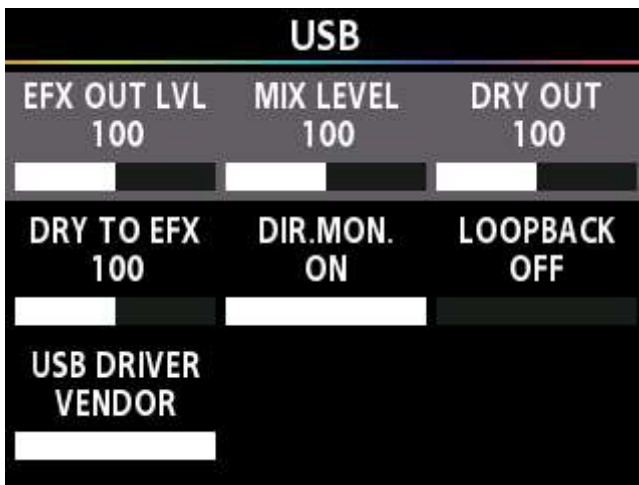 USB
EFX OUT LVL
100
MIX LEVEL
100
DRY OUT
100
DRY TO EFX
100
DIR.MON.
ON
LOOPBACK
OFF
USB DRIVER
VENDOR